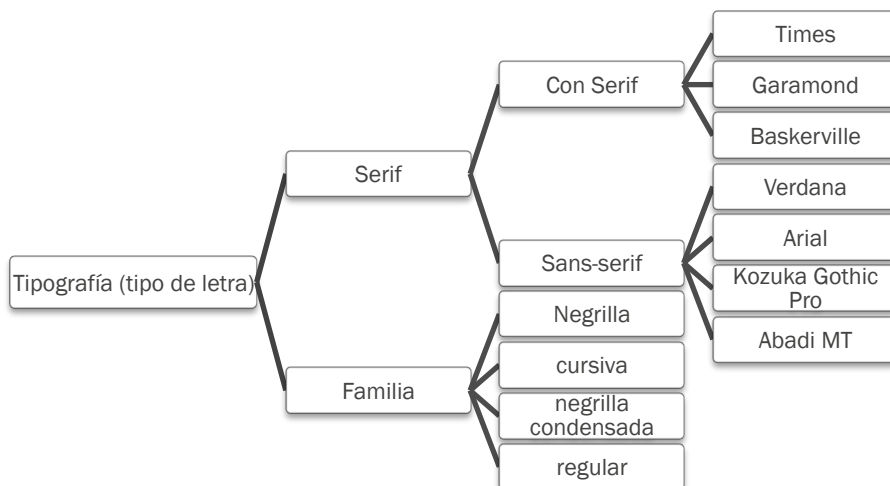 Times
Con Serif
Garamond
Baskerville
Serif
Verdana
Arial
Sans-serif
Kozuka Gothic
Pro
Tipografía (tipo de letra)
Negrilla
Abadi MT
cursiva
Familia
negrilla
condensada
regular